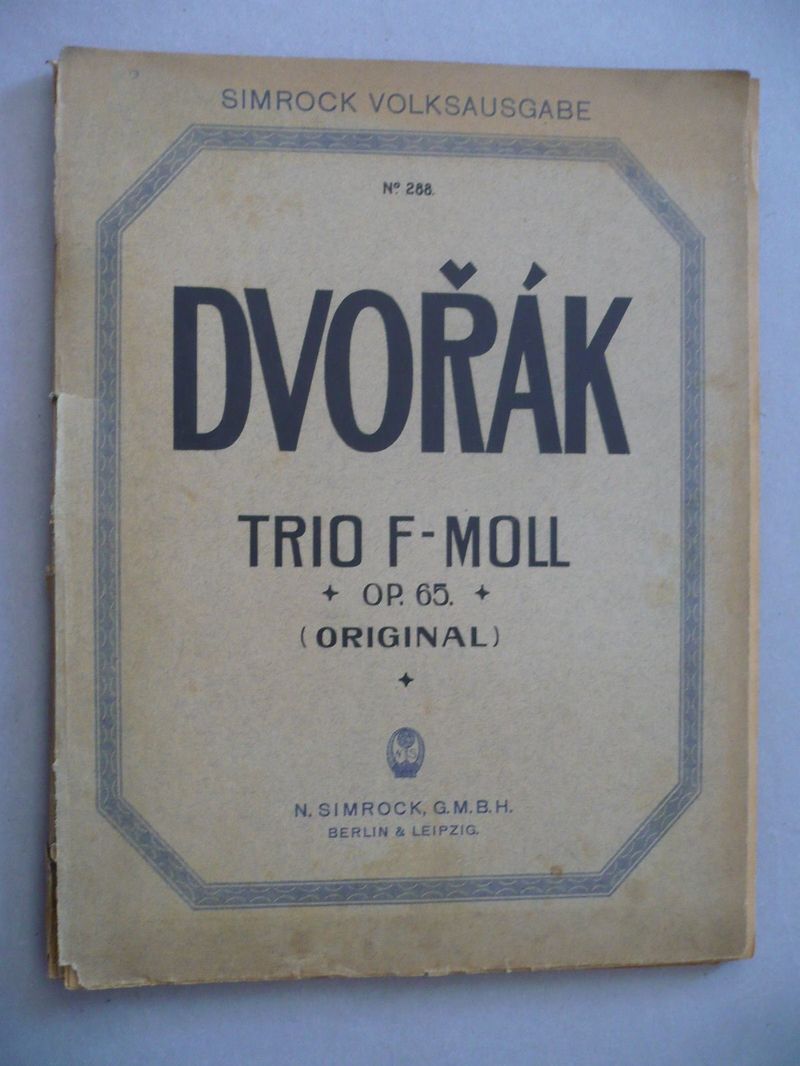 SIMROCK VOLKSAUSGABE
Nº 288.
DVOŘÁK
TRIO F-MOLL
OP. 65.
(ORIGINAL)
N S
N. SIMROCK, G.M.B.H.
BERLIN & LEIPZIG.